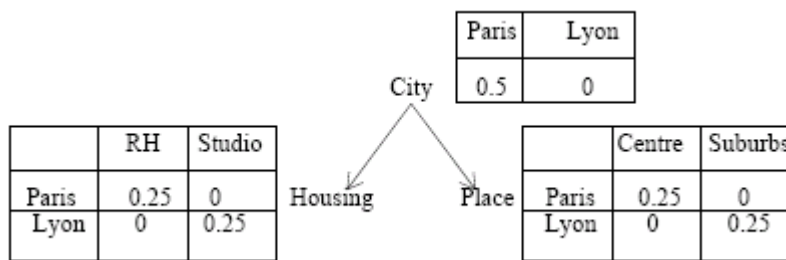 Paris Lyon
0.5 0
City
RH Studio
Paris 0.25 0
Lyon 0 0.25
Housing
Place
Centre Suburbs
Paris 0.25 0
Lyon 0 0.25